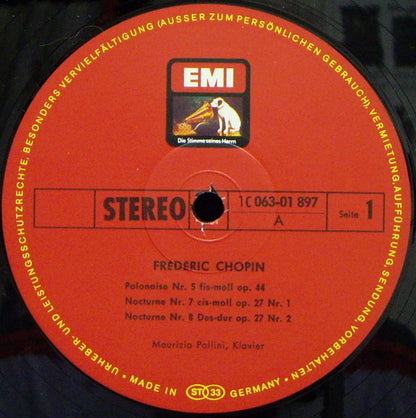 URHEBER- UND LEISTUNGSSCHUTZRECHTE, BESONDERS VERVIELFÄLTIGUNG (AUSSER ZUM PERSÖNLICHEN GEBRAUCH), VERMIETUNG, AUFFÜHRUNG, SENDUNG, VORBEHALTEN
EMI
Die Stimme seines Herrn
STEREO
1C 063-01 897
A
Seite 1
FRÉDÉRIC CHOPIN
Polonaise Nr. 5 fis-moll op. 44
Nocturne Nr. 7 cis-moll op. 27 Nr. 1
Nocturne Nr. 8 Des-dur op. 27 Nr. 2
Maurizio Pollini, Klavier
• MADE IN ST 33 GERMANY •